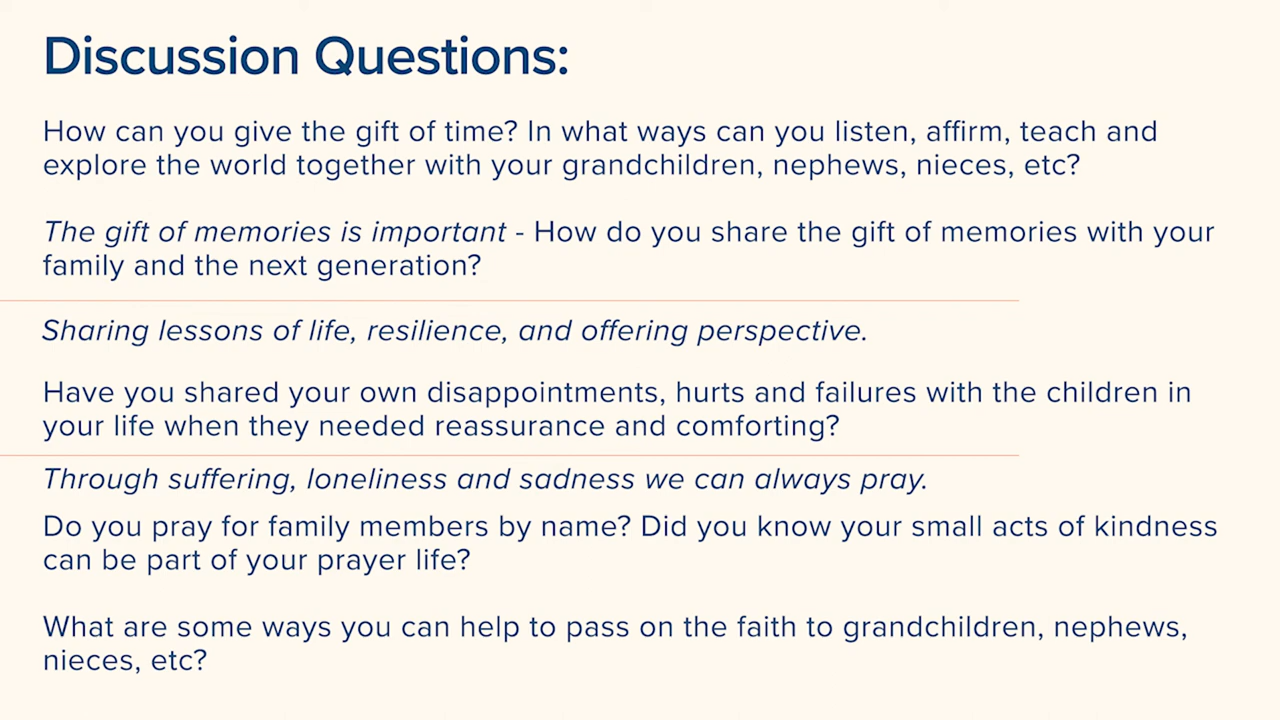 Discussion Questions:
How can you give the gift of time? In what ways can you listen, affirm, teach and
explore the world together with your grandchildren, nephews, nieces, etc?
The gift of memories is important - How do you share the gift of memories with your
family and the next generation?
Sharing lessons of life, resilience, and offering perspective.
Have you shared your own disappointments, hurts and failures with the children in
your life when they needed reassurance and comforting?
Through suffering, loneliness and sadness we can always pray.
Do you pray for family members by name? Did you know your small acts of kindness
can be part of your prayer life?
What are some ways you can help to pass on the faith to grandchildren, nephews,
nieces, etc?